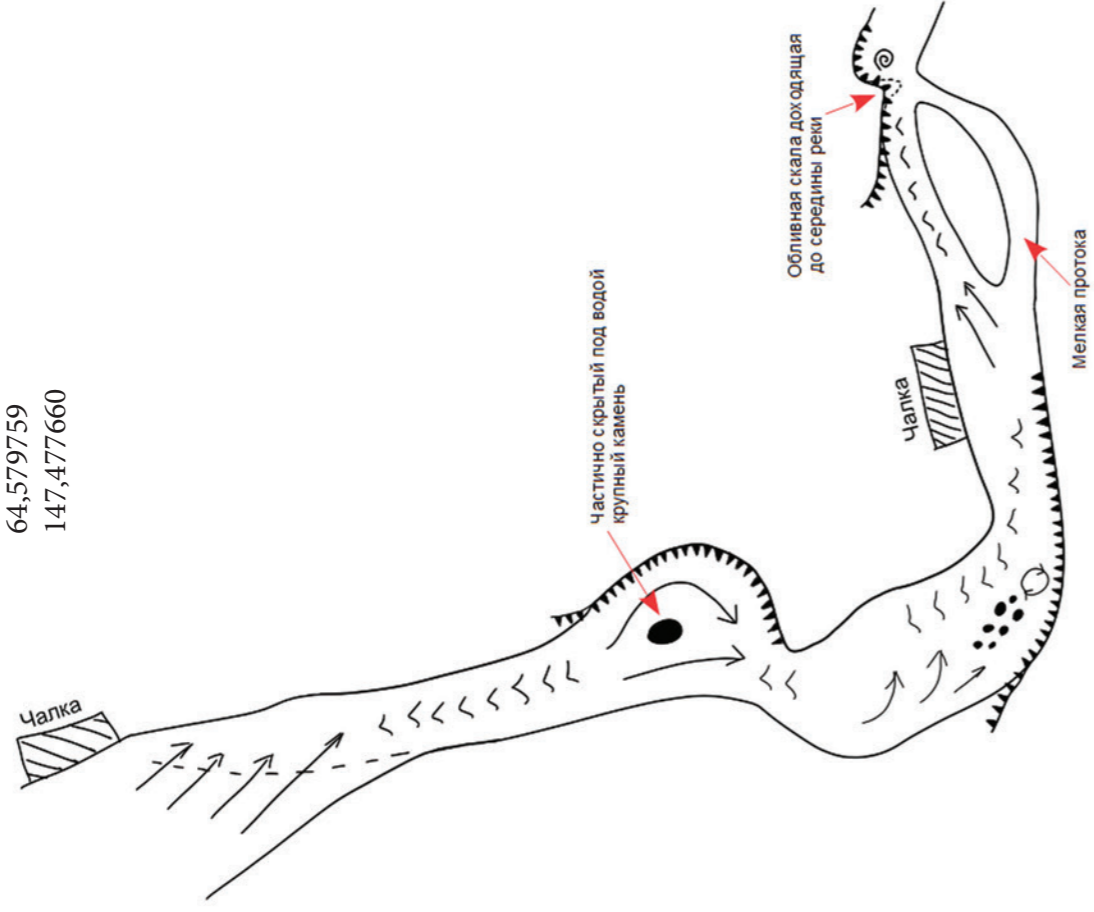 64,579759
147,477660
Чалка
Частично скрытый под водой
крупный камень
Чалка
Обливная скала доходящая
до середины реки
Мелкая протока